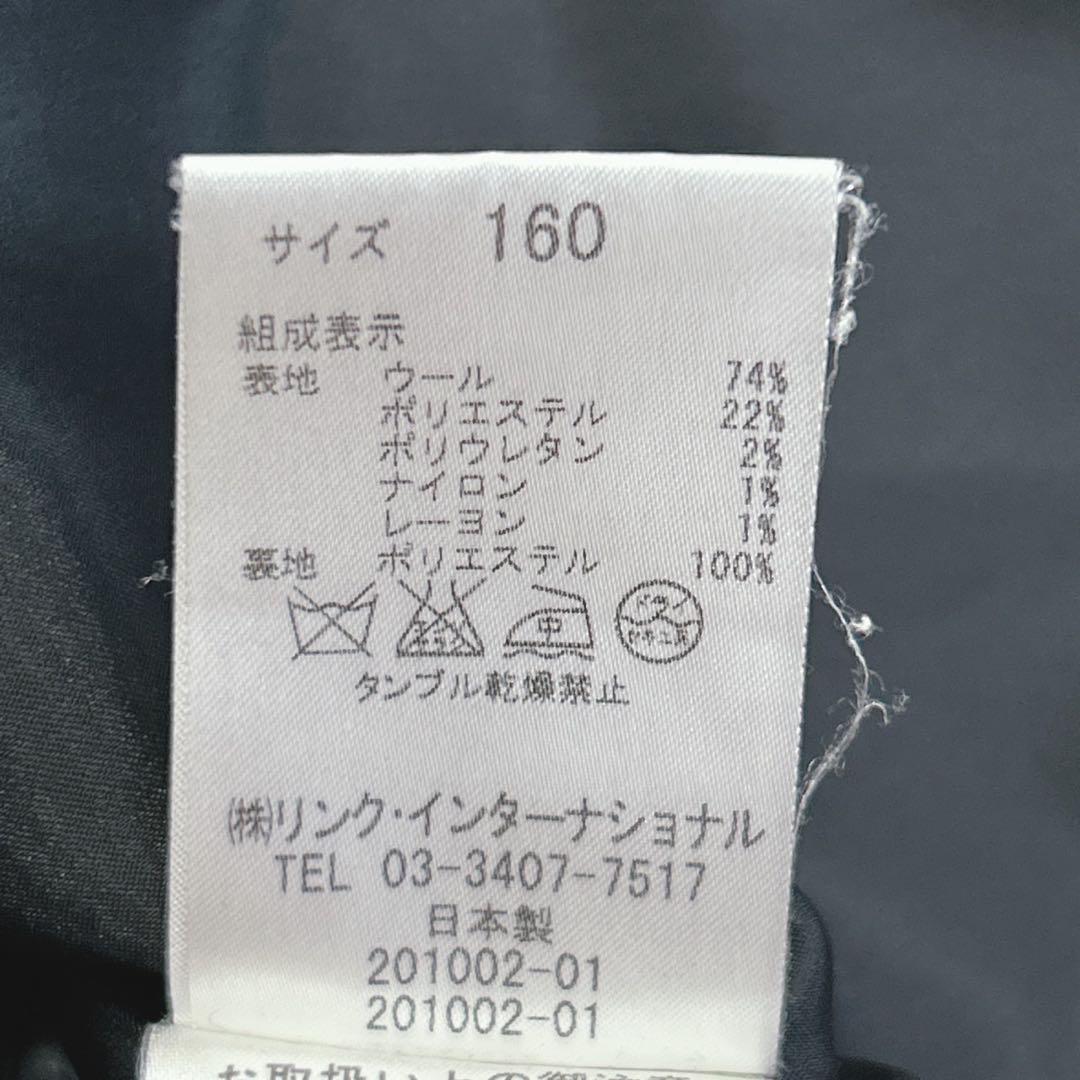 サイズ 160
組成表示
表地 ウール 74%
ポリエステル 22%
ポリウレタン 2%
ナイロン 1%
レーヨン 1%
裏地 ポリエステル 100%
中
タンブル乾燥禁止
㈱リンク・インターナショナル
TEL 03-3407-7517
日本製
201002-01
201002-01